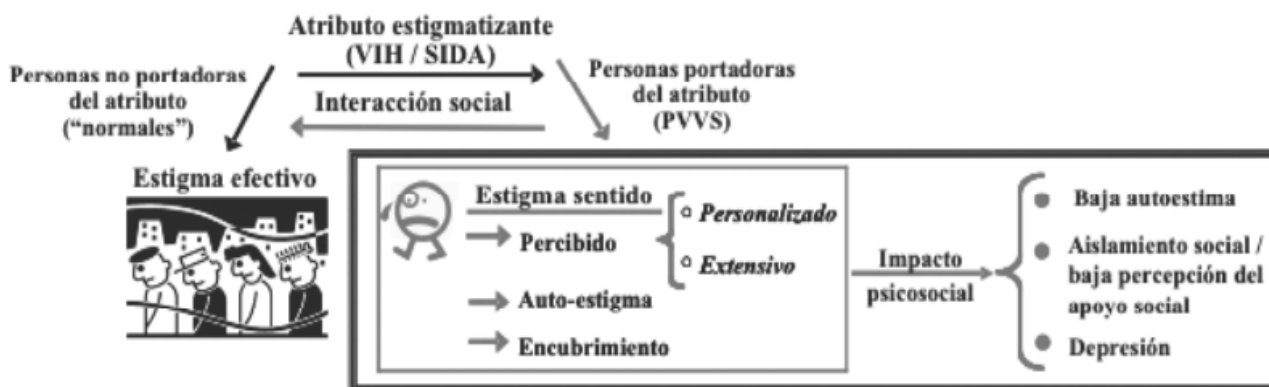 Atributo estigmatizante
(VIH / SIDA)
Personas no portadoras
del atributo
(“normales”)
Interacción social
Personas portadoras
del atributo
(PVVS)
Estigma efectivo
Estigma sentido
Percibido
Personalizado
Extensivo
Auto-estigma
Encubrimiento
Impacto
psicosocial
Baja autoestima
Aislamiento social /
baja percepción del
apoyo social
Depresión